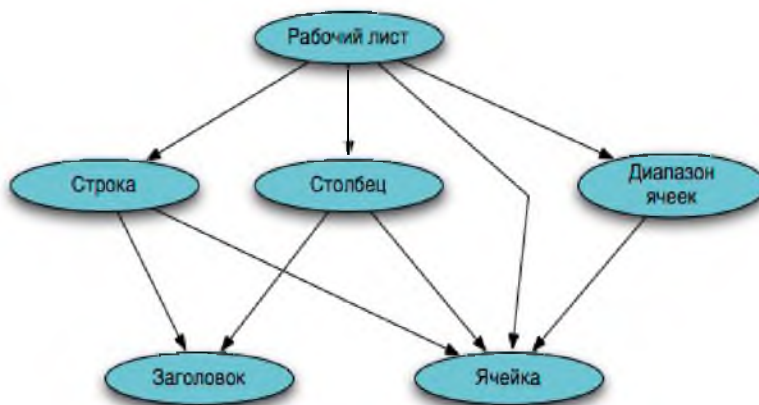 Рабочий лист
Строка
Столбец
Диапазон
ячеек
Заголовок
Ячейка